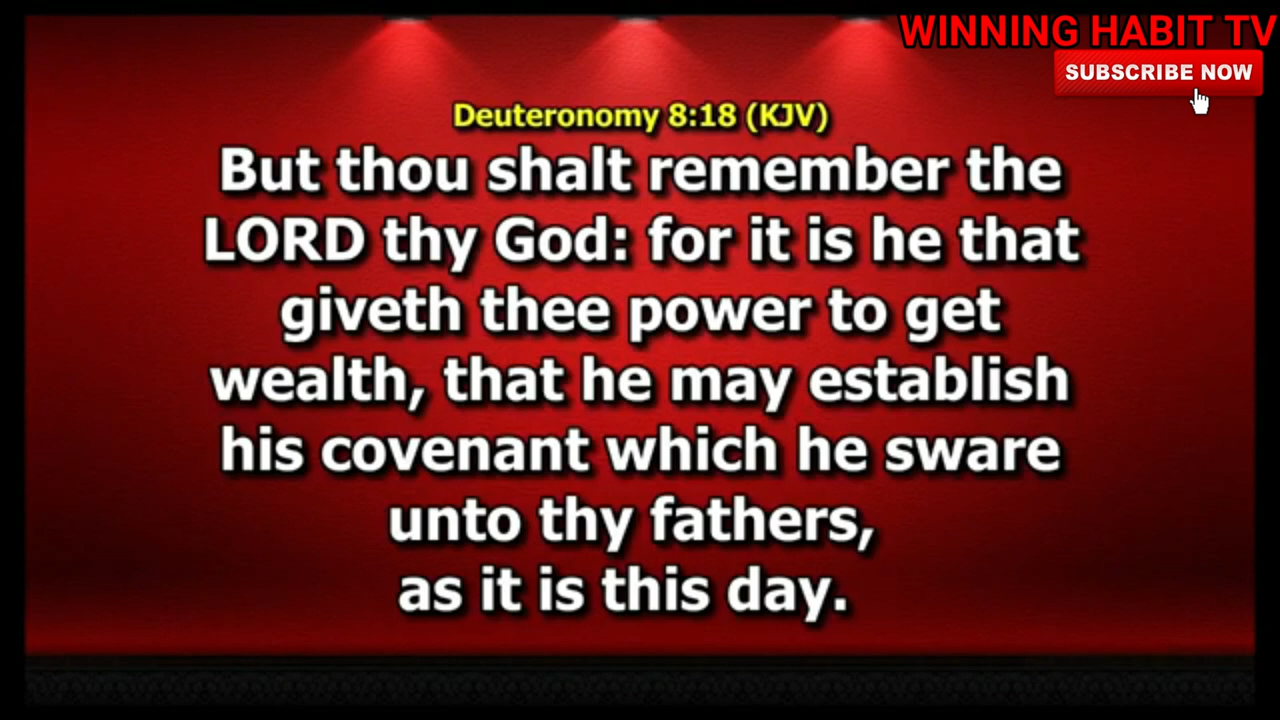 WINNING HABIT TV
SUBSCRIBE NOW
Deuteronomy 8:18 (KJV)
But thou shalt remember the
LORD thy God: for it is he that
giveth thee power to get
wealth, that he may establish
his covenant which he sware
unto thy fathers,
as it is this day.